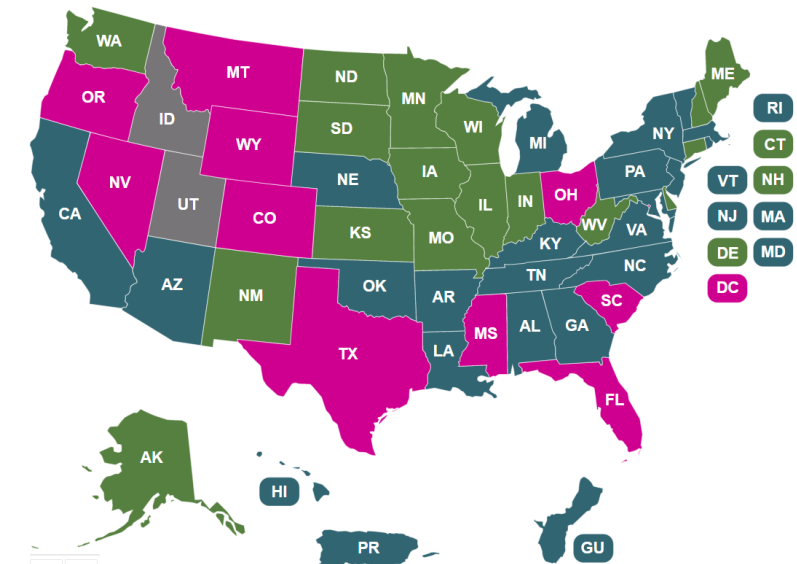 WA
MT
ND
MN
ME
OR
ID
SD
WI
MI
NY
RI
WY
CT
NE
IA
PA
VT
NH
NV
UT
CO
IL
IN
OH
WV
NJ
MA
CA
KS
MO
KY
VA
DE
MD
AZ
NM
OK
AR
TN
NC
DC
SC
TX
LA
MS
AL
GA
FL
AK
HI
PR
GU